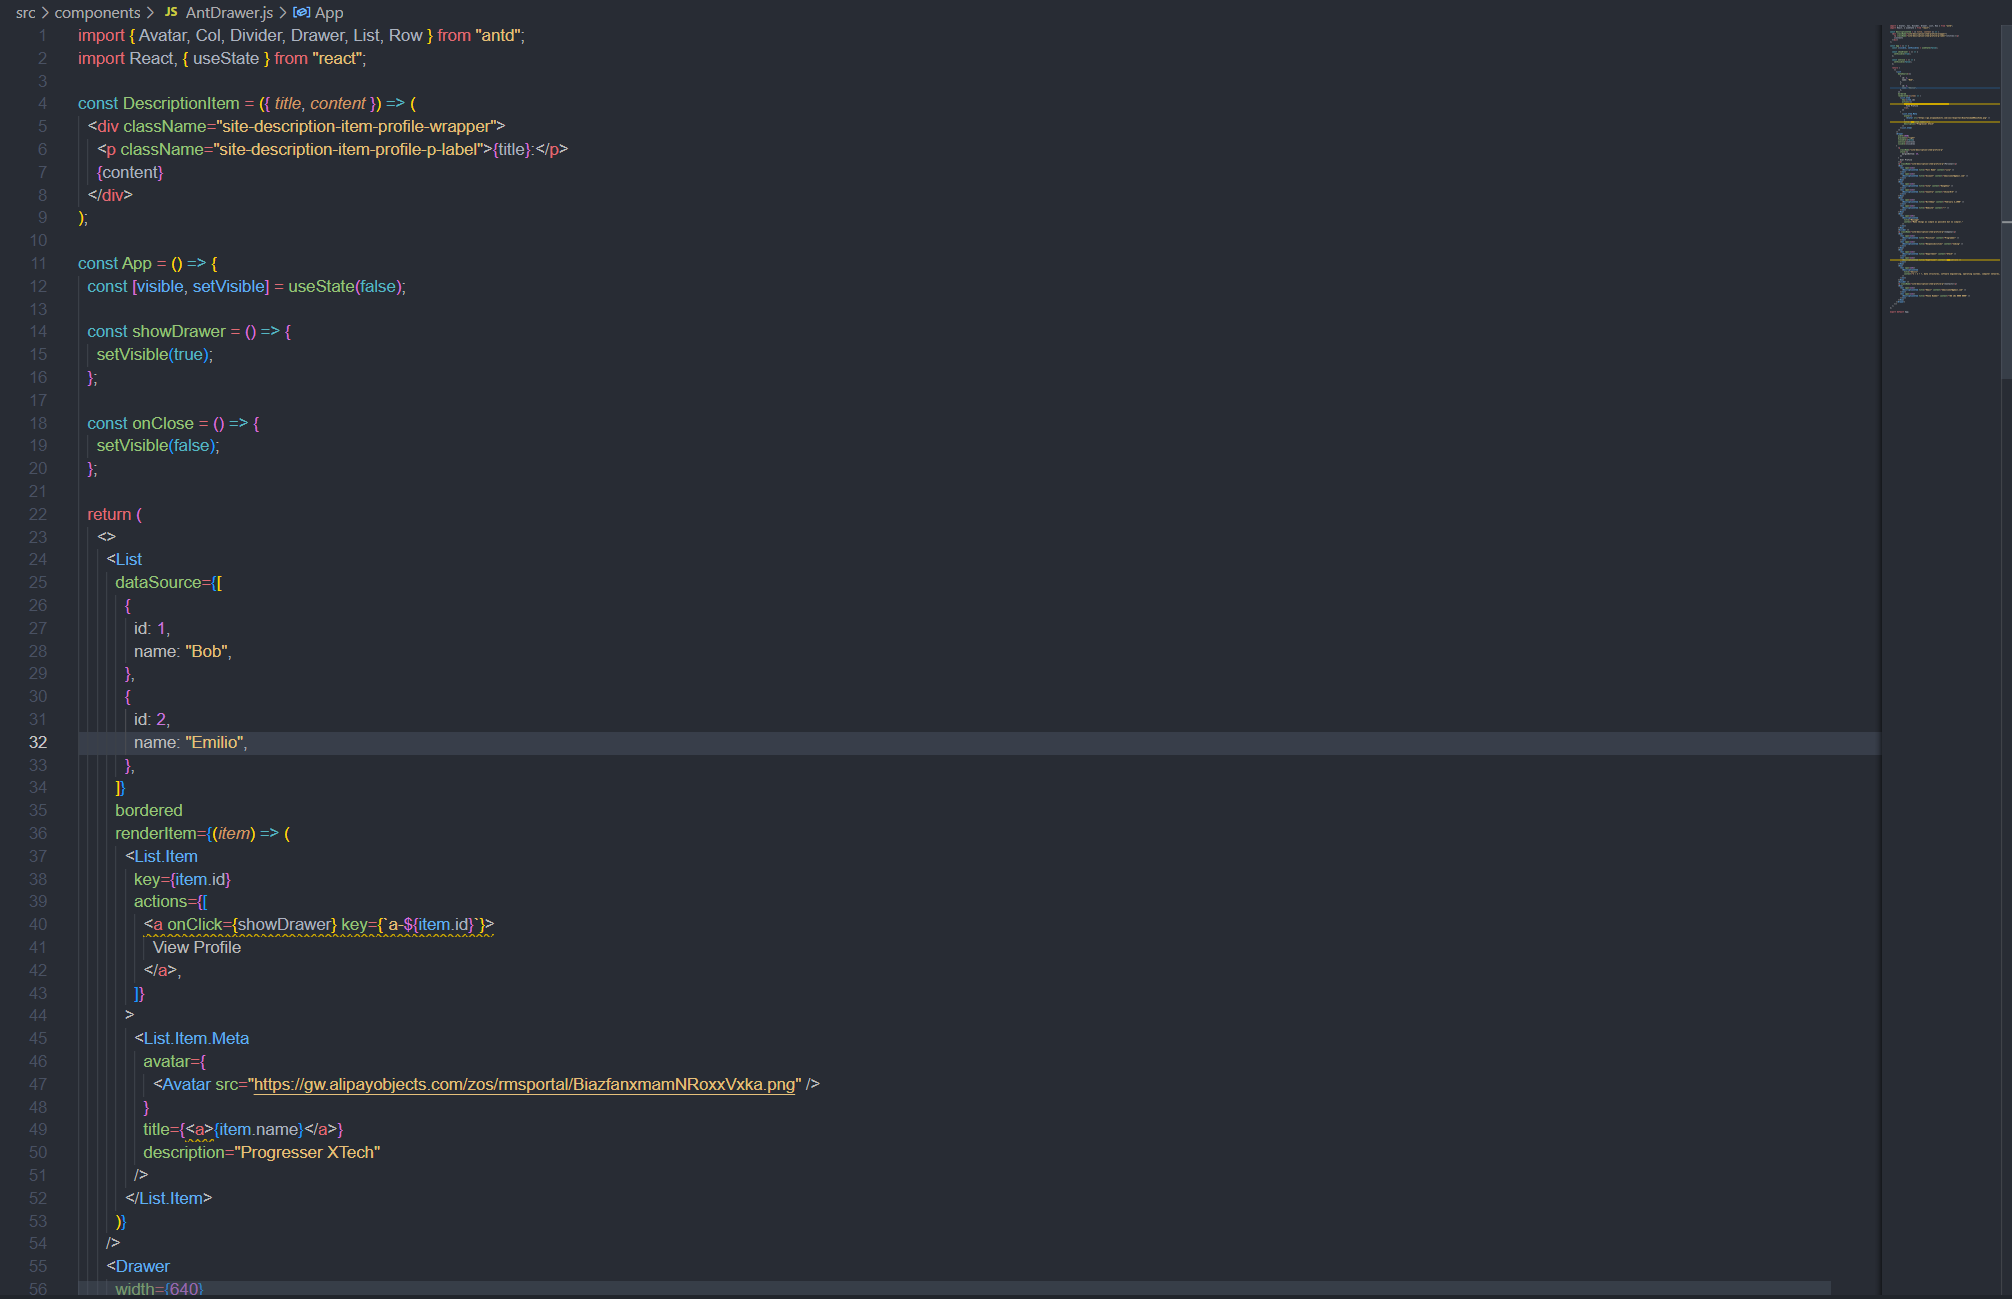 src > components > JS AntDrawer.js > App
1 import { Avatar, Col, Divider, Drawer, List, Row } from "antd";
2 import React, { useState } from "react";
3
4 const DescriptionItem = ({ title, content }) => (
5 <div className="site-description-item-profile-wrapper">
6 <p className="site-description-item-profile-p-label">{title}:</p>
7 {content}
8 </div>
9 );
10
11 const App = () => {
12 const [visible, setVisible] = useState(false);
13
14 const showDrawer = () => {
15 setVisible(true);
16 };
17
18 const onClose = () => {
19 setVisible(false);
20 };
21
22 return (
23 <>
24 <List
25 dataSource={[
26 {
27 id: 1,
28 name: "Bob",
29 },
30 {
31 id: 2,
32 name: "Emilio",
33 },
34 ]}
35 bordered
36 renderItem={(item) => (
37 <List.Item
38 key={item.id}
39 actions={[
40 <a onClick={showDrawer} key={`a-${item.id}`}>
41 View Profile
42 </a>,
43 ]}
44 >
45 <List.Item.Meta
46 avatar={
47 <Avatar src="https://gw.alipayobjects.com/zos/rmsportal/BiazfanxmamNRoxxVxka.png" />
48 }
49 title={<a>{item.name}</a>}
50 description="Progresser XTech"
51 />
52 </List.Item>
53 )}
54 />
55 <Drawer
56 width={640}